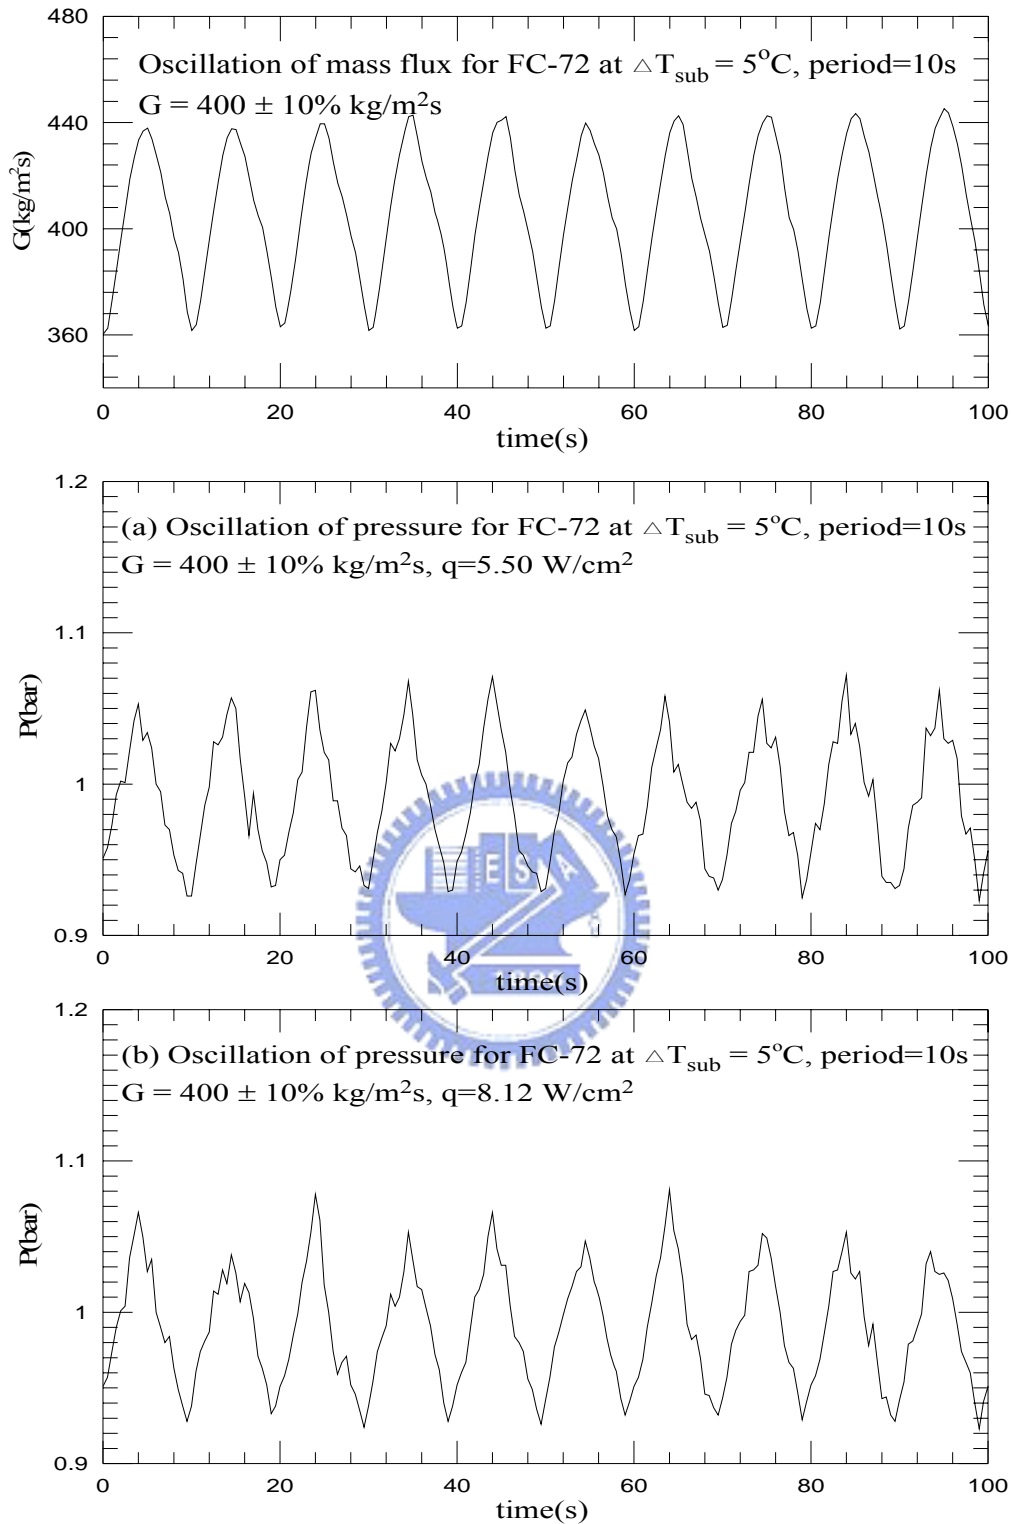 480
Oscillation of mass flux for FC-72 at △T_sub = 5°C, period=10s
G = 400 ± 10% kg/m²s
440
G(kg/m²s)
400
360
0 20 40 60 80 100
time(s)
1.2
(a) Oscillation of pressure for FC-72 at △T_sub = 5°C, period=10s
G = 400 ± 10% kg/m²s, q=5.50 W/cm²
1.1
P(bar)
1
E S A
0.9
0 20 40 60 80 100
1896
time(s)
1.2
(b) Oscillation of pressure for FC-72 at △T_sub = 5°C, period=10s
G = 400 ± 10% kg/m²s, q=8.12 W/cm²
1.1
P(bar)
1
0.9
0 20 40 60 80 100
time(s)